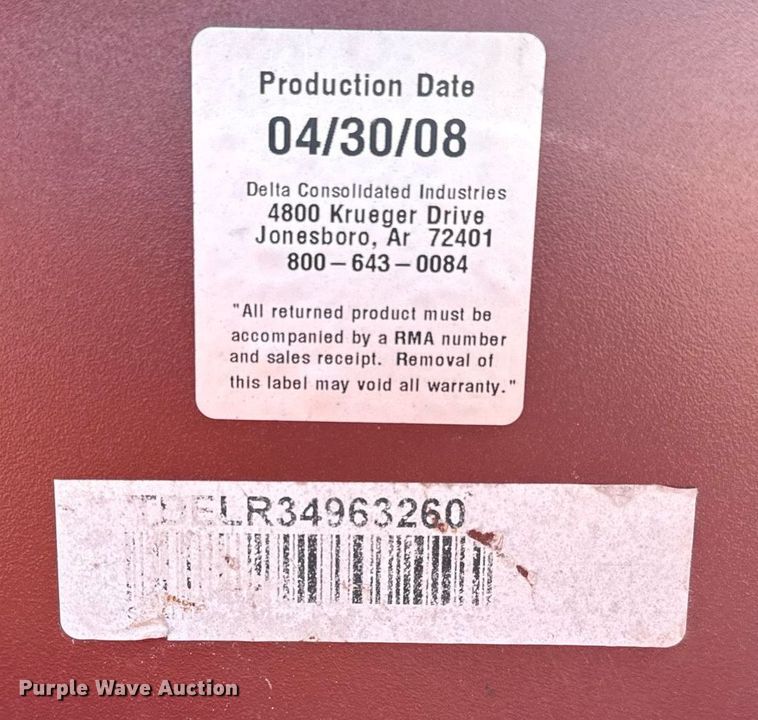 Production Date
04/30/08
Delta Consolidated Industries
4800 Krueger Drive
Jonesboro, Ar 72401
800-643-0084
"All returned product must be
accompanied by a RMA number
and sales receipt. Removal of
this label may void all warranty."
TDELR34963260
Purple Wave Auction